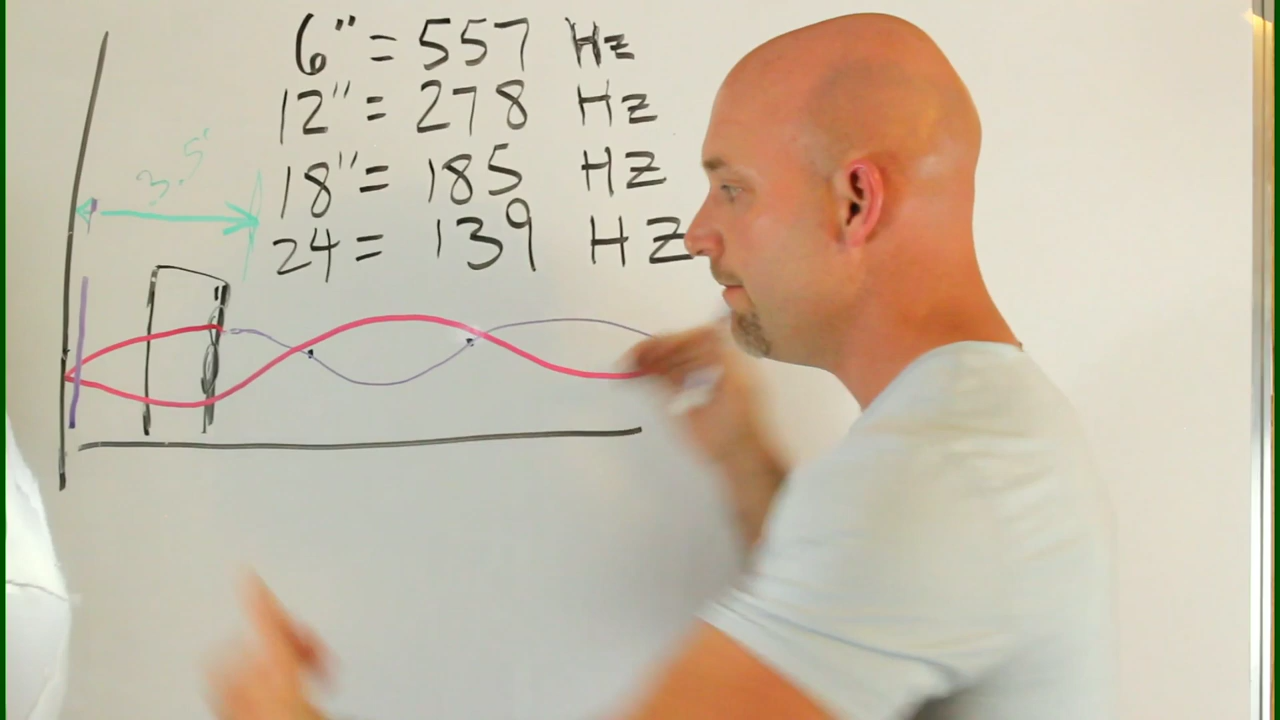 6" = 557 Hz
12" = 278 Hz
18" = 185 HZ
24 = 139 HZ
3.5'